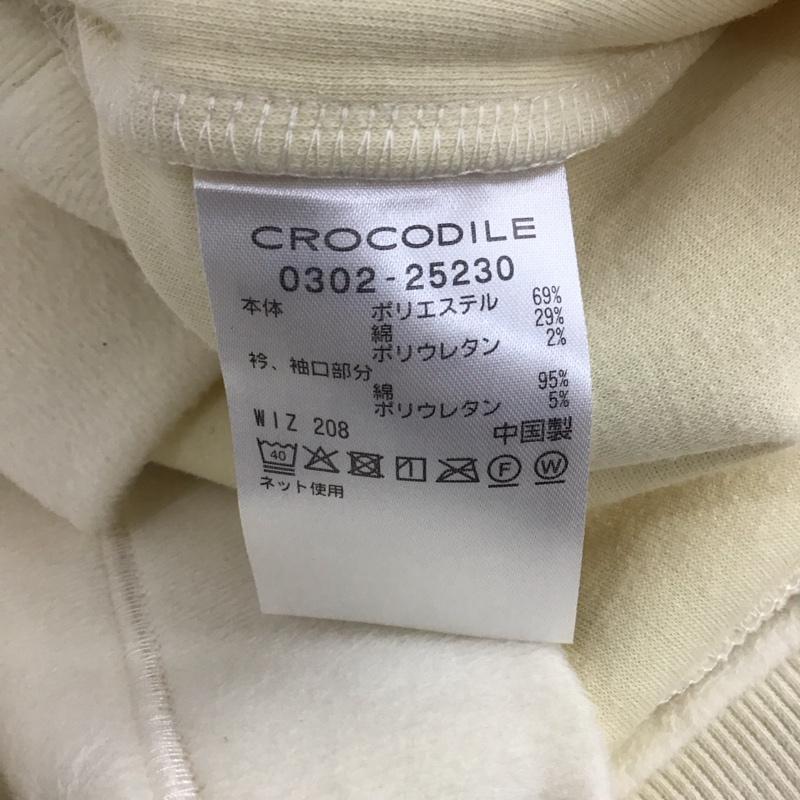 CROCODILE
0302-25230
本体 ポリエステル 69%
綿 29%
ポリウレタン 2%
衿、袖口部分
綿 95%
ポリウレタン 5%
WIZ 208 中国製
40 F W
ネット使用